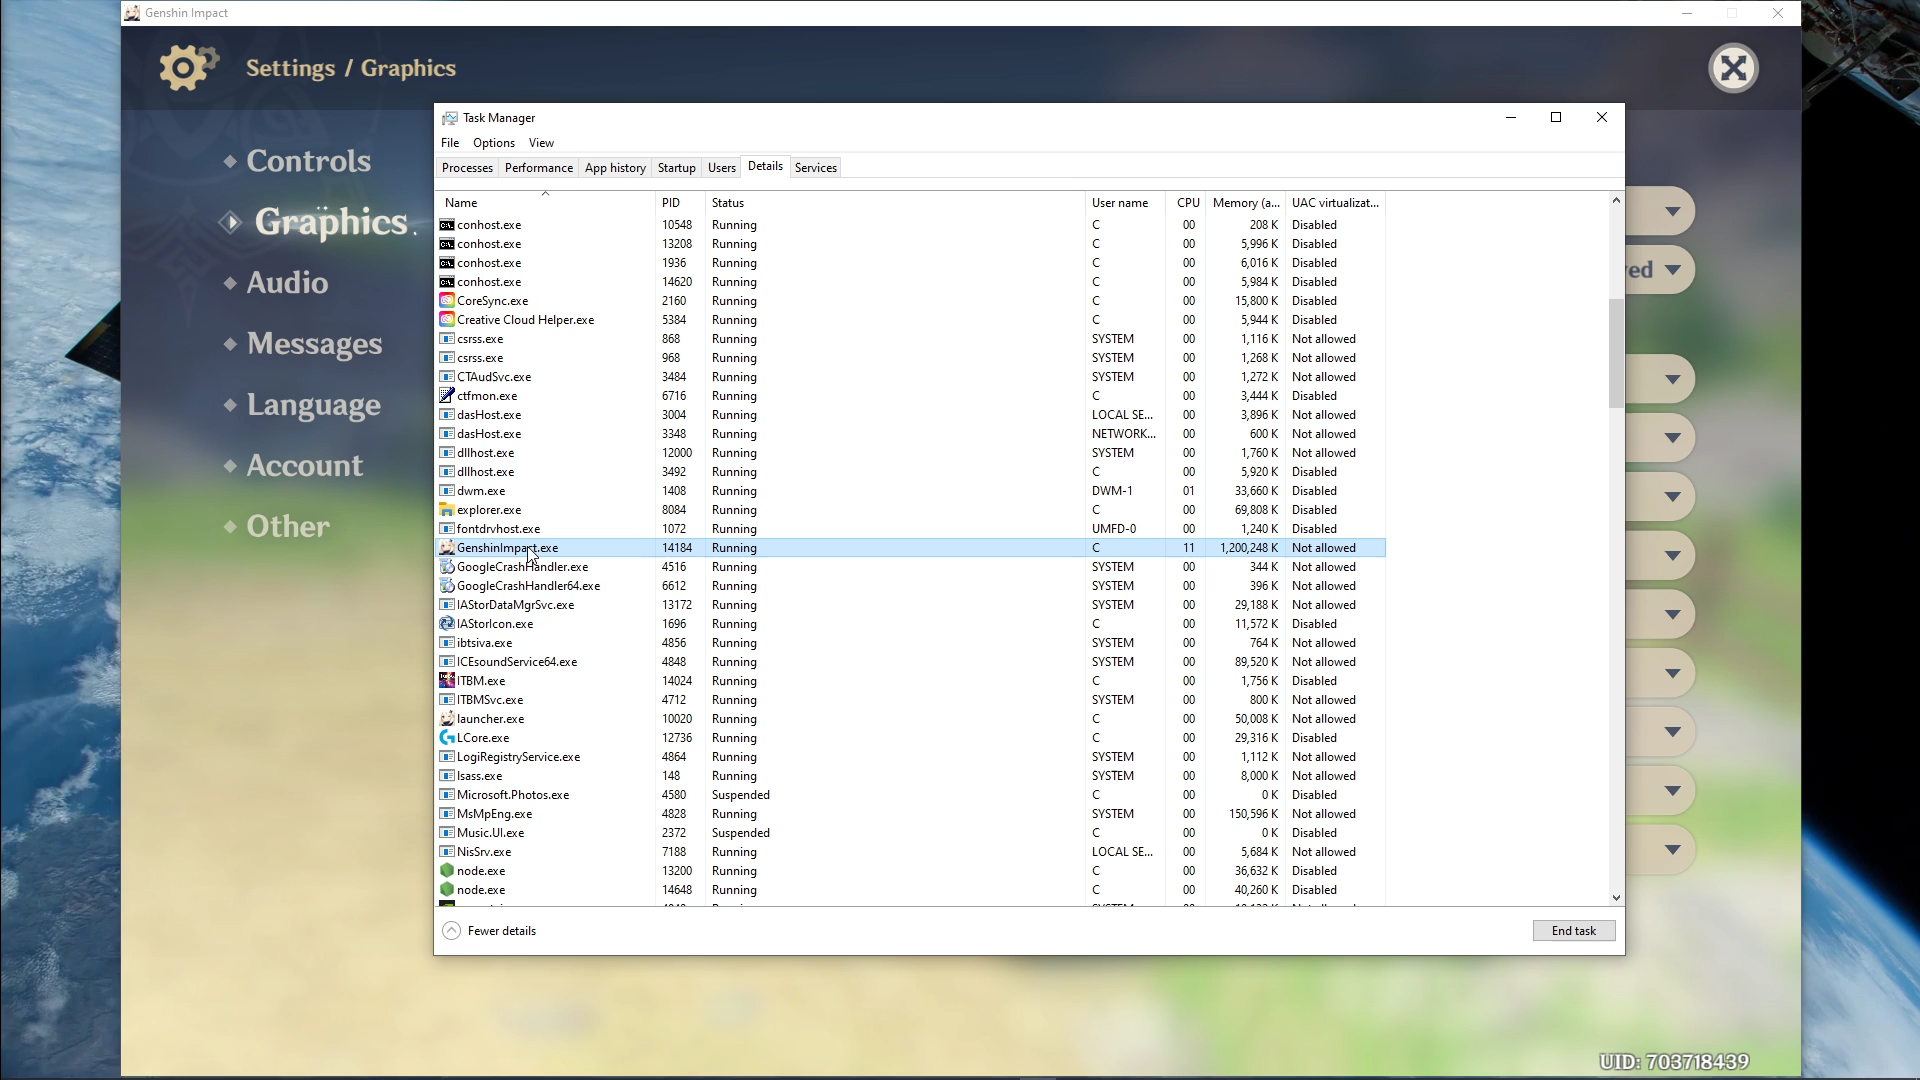 Genshin Impact
Settings / Graphics
Controls
Graphics
Audio
Messages
Language
Account
Other
ed
Task Manager
File Options View
Processes Performance App history Startup Users Details Services
Name PID Status User name CPU Memory (a... UAC virtualizat...
conhost.exe 10548 Running C 00 208 K Disabled
conhost.exe 13208 Running C 00 5,996 K Disabled
conhost.exe 1936 Running C 00 6,016 K Disabled
conhost.exe 14620 Running C 00 5,984 K Disabled
CoreSync.exe 2160 Running C 00 15,800 K Disabled
Creative Cloud Helper.exe 5384 Running C 00 5,944 K Disabled
csrss.exe 868 Running SYSTEM 00 1,116 K Not allowed
csrss.exe 968 Running SYSTEM 00 1,268 K Not allowed
CTAudSvc.exe 3484 Running SYSTEM 00 1,272 K Not allowed
ctfmon.exe 6716 Running C 00 3,444 K Disabled
dasHost.exe 3004 Running LOCAL SE... 00 3,896 K Not allowed
dasHost.exe 3348 Running NETWORK... 00 600 K Not allowed
dllhost.exe 12000 Running SYSTEM 00 1,760 K Not allowed
dllhost.exe 3492 Running C 00 5,920 K Disabled
dwm.exe 1408 Running DWM-1 01 33,660 K Disabled
explorer.exe 8084 Running C 00 69,808 K Disabled
fontdrvhost.exe 1072 Running UMFD-0 00 1,240 K Disabled
GenshinImpact.exe 14184 Running C 11 1,200,248 K Not allowed
GoogleCrashHandler.exe 4516 Running SYSTEM 00 344 K Not allowed
GoogleCrashHandler64.exe 6612 Running SYSTEM 00 396 K Not allowed
IAStorDataMgrSvc.exe 13172 Running SYSTEM 00 29,188 K Not allowed
IAStorIcon.exe 1696 Running C 00 11,572 K Disabled
ibtsiva.exe 4856 Running SYSTEM 00 764 K Not allowed
ICEsoundService64.exe 4848 Running SYSTEM 00 89,520 K Not allowed
ITBM.exe 14024 Running C 00 1,756 K Disabled
ITBMSvc.exe 4712 Running SYSTEM 00 800 K Not allowed
launcher.exe 10020 Running C 00 50,008 K Not allowed
LCore.exe 12736 Running C 00 29,316 K Disabled
LogiRegistryService.exe 4864 Running SYSTEM 00 1,112 K Not allowed
lsass.exe 148 Running SYSTEM 00 8,000 K Not allowed
Microsoft.Photos.exe 4580 Suspended C 00 0 K Disabled
MsMpEng.exe 4828 Running SYSTEM 00 150,596 K Not allowed
Music.UI.exe 2372 Suspended C 00 0 K Disabled
NisSrv.exe 7188 Running LOCAL SE... 00 5,684 K Not allowed
node.exe 13200 Running C 00 36,632 K Disabled
node.exe 14648 Running C 00 40,260 K Disabled
Fewer details End task
UID: 703718439